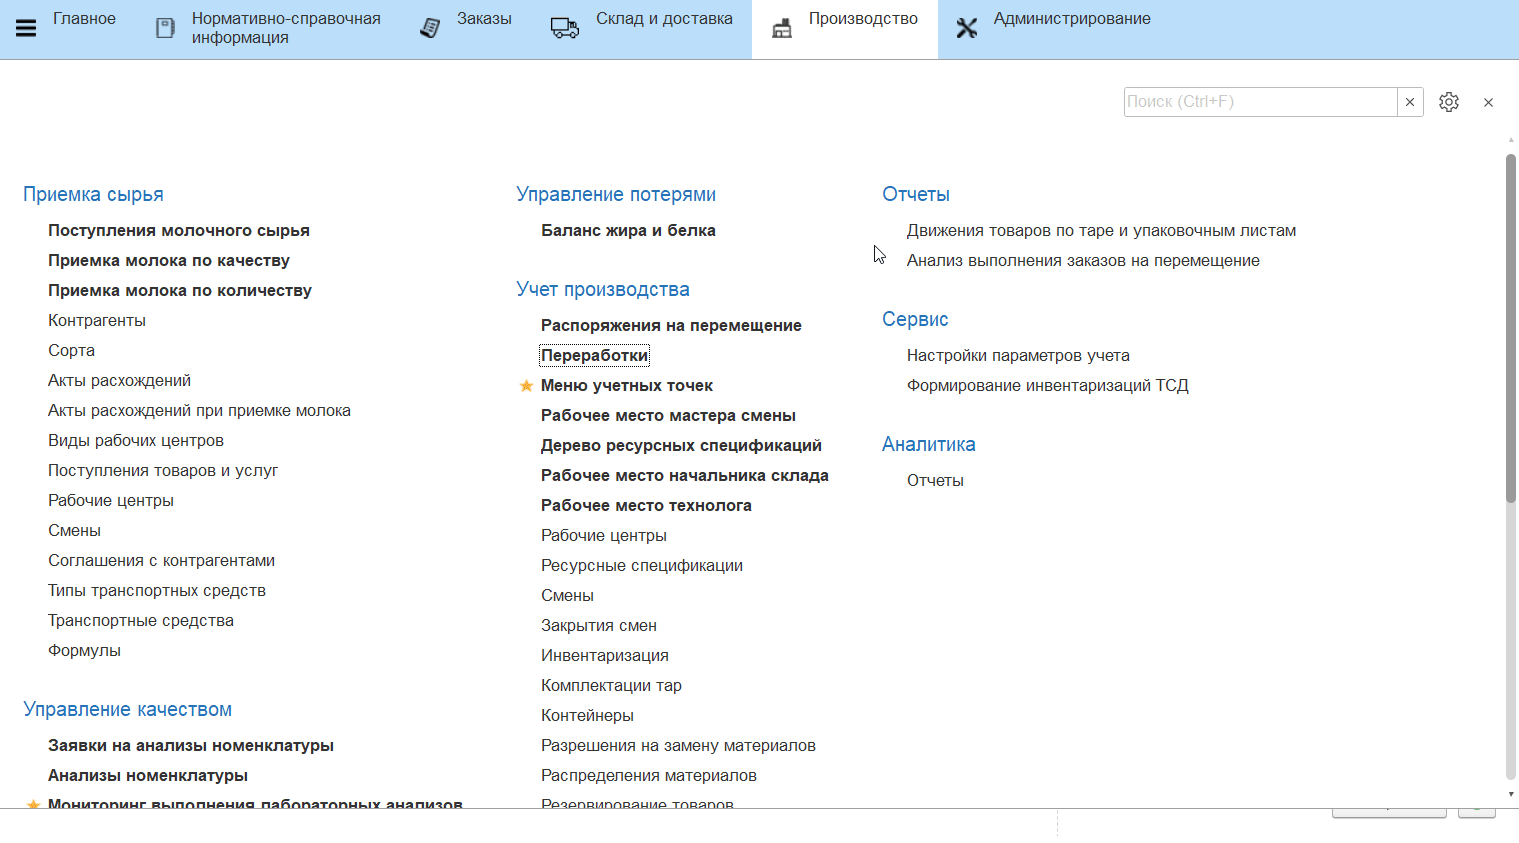 Главное
Нормативно-справочная
информация
Заказы
Склад и доставка
Производство
Администрирование
Поиск (Ctrl+F)
Приемка сырья
Поступления молочного сырья
Приемка молока по качеству
Приемка молока по количеству
Контрагенты
Сорта
Акты расхождений
Акты расхождений при приемке молока
Виды рабочих центров
Поступления товаров и услуг
Рабочие центры
Смены
Соглашения с контрагентами
Типы транспортных средств
Транспортные средства
Формулы
Управление качеством
Заявки на анализы номенклатуры
Анализы номенклатуры
Мониторинг выполнения лабораторных анализов
Управление потерями
Баланс жира и белка
Учет производства
Распоряжения на перемещение
Переработки
Меню учетных точек
Рабочее место мастера смены
Дерево ресурсных спецификаций
Рабочее место начальника склада
Рабочее место технолога
Рабочие центры
Ресурсные спецификации
Смены
Закрытия смен
Инвентаризация
Комплектации тар
Контейнеры
Разрешения на замену материалов
Распределения материалов
Резервирование товаров
Отчеты
Движения товаров по таре и упаковочным листам
Анализ выполнения заказов на перемещение
Сервис
Настройки параметров учета
Формирование инвентаризаций ТСД
Аналитика
Отчеты